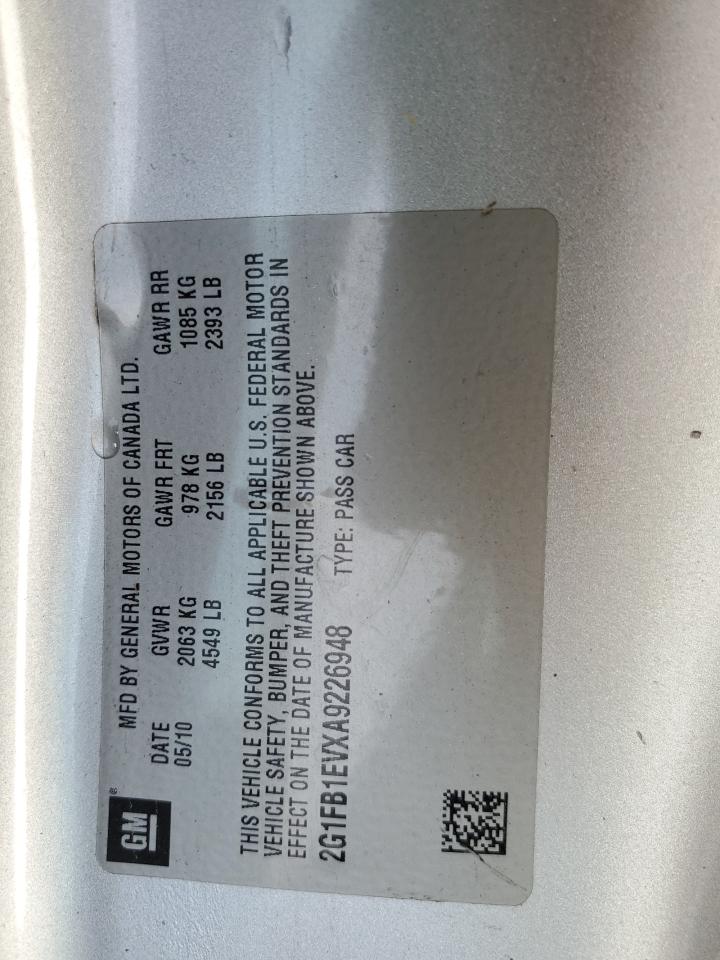 GM®
MFD BY GENERAL MOTORS OF CANADA LTD.
DATE GVWR GAWR FRT GAWR RR
05/10 2063 KG 978 KG 1085 KG
4549 LB 2156 LB 2393 LB
THIS VEHICLE CONFORMS TO ALL APPLICABLE U.S. FEDERAL MOTOR
VEHICLE SAFETY, BUMPER, AND THEFT PREVENTION STANDARDS IN
EFFECT ON THE DATE OF MANUFACTURE SHOWN ABOVE.
2G1FB1EVXA9226948 TYPE: PASS CAR